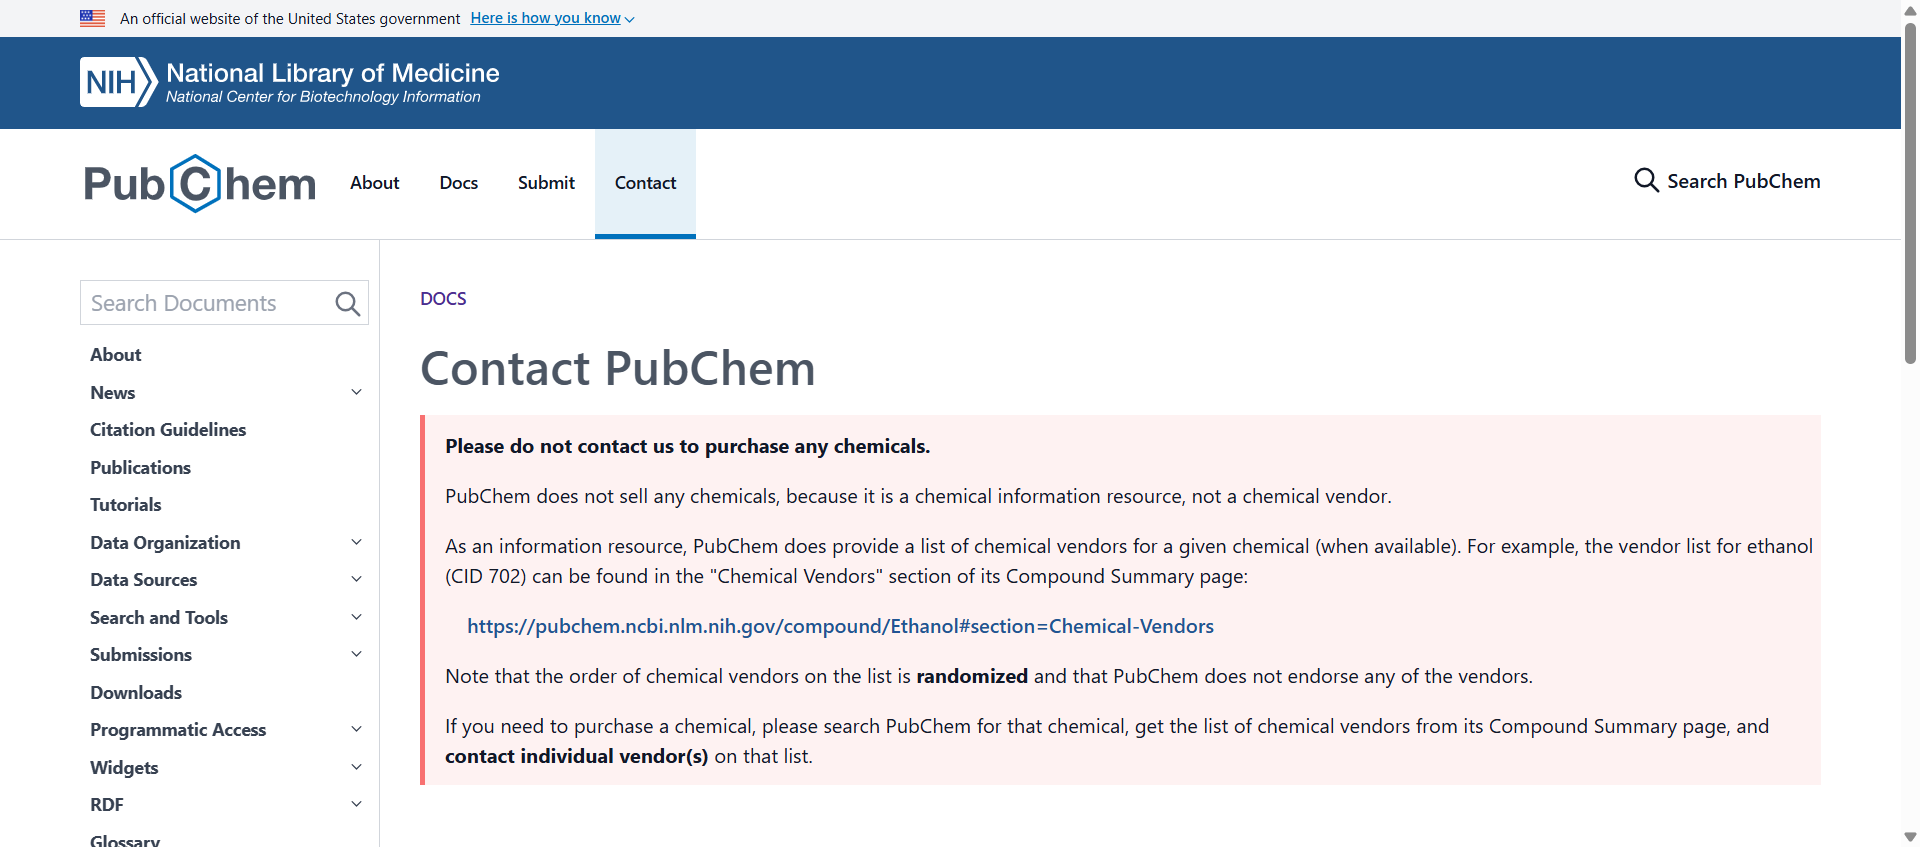 An official website of the United States government Here is how you know
NIH National Library of Medicine
National Center for Biotechnology Information
PubChem About Docs Submit Contact Search PubChem
Search Documents
About
News
Citation Guidelines
Publications
Tutorials
Data Organization
Data Sources
Search and Tools
Submissions
Downloads
Programmatic Access
Widgets
RDF
Glossary
DOCS
Contact PubChem
Please do not contact us to purchase any chemicals.
PubChem does not sell any chemicals, because it is a chemical information resource, not a chemical vendor.
As an information resource, PubChem does provide a list of chemical vendors for a given chemical (when available). For example, the vendor list for ethanol
(CID 702) can be found in the "Chemical Vendors" section of its Compound Summary page:
https://pubchem.ncbi.nlm.nih.gov/compound/Ethanol#section=Chemical-Vendors
Note that the order of chemical vendors on the list is randomized and that PubChem does not endorse any of the vendors.
If you need to purchase a chemical, please search PubChem for that chemical, get the list of chemical vendors from its Compound Summary page, and
contact individual vendor(s) on that list.